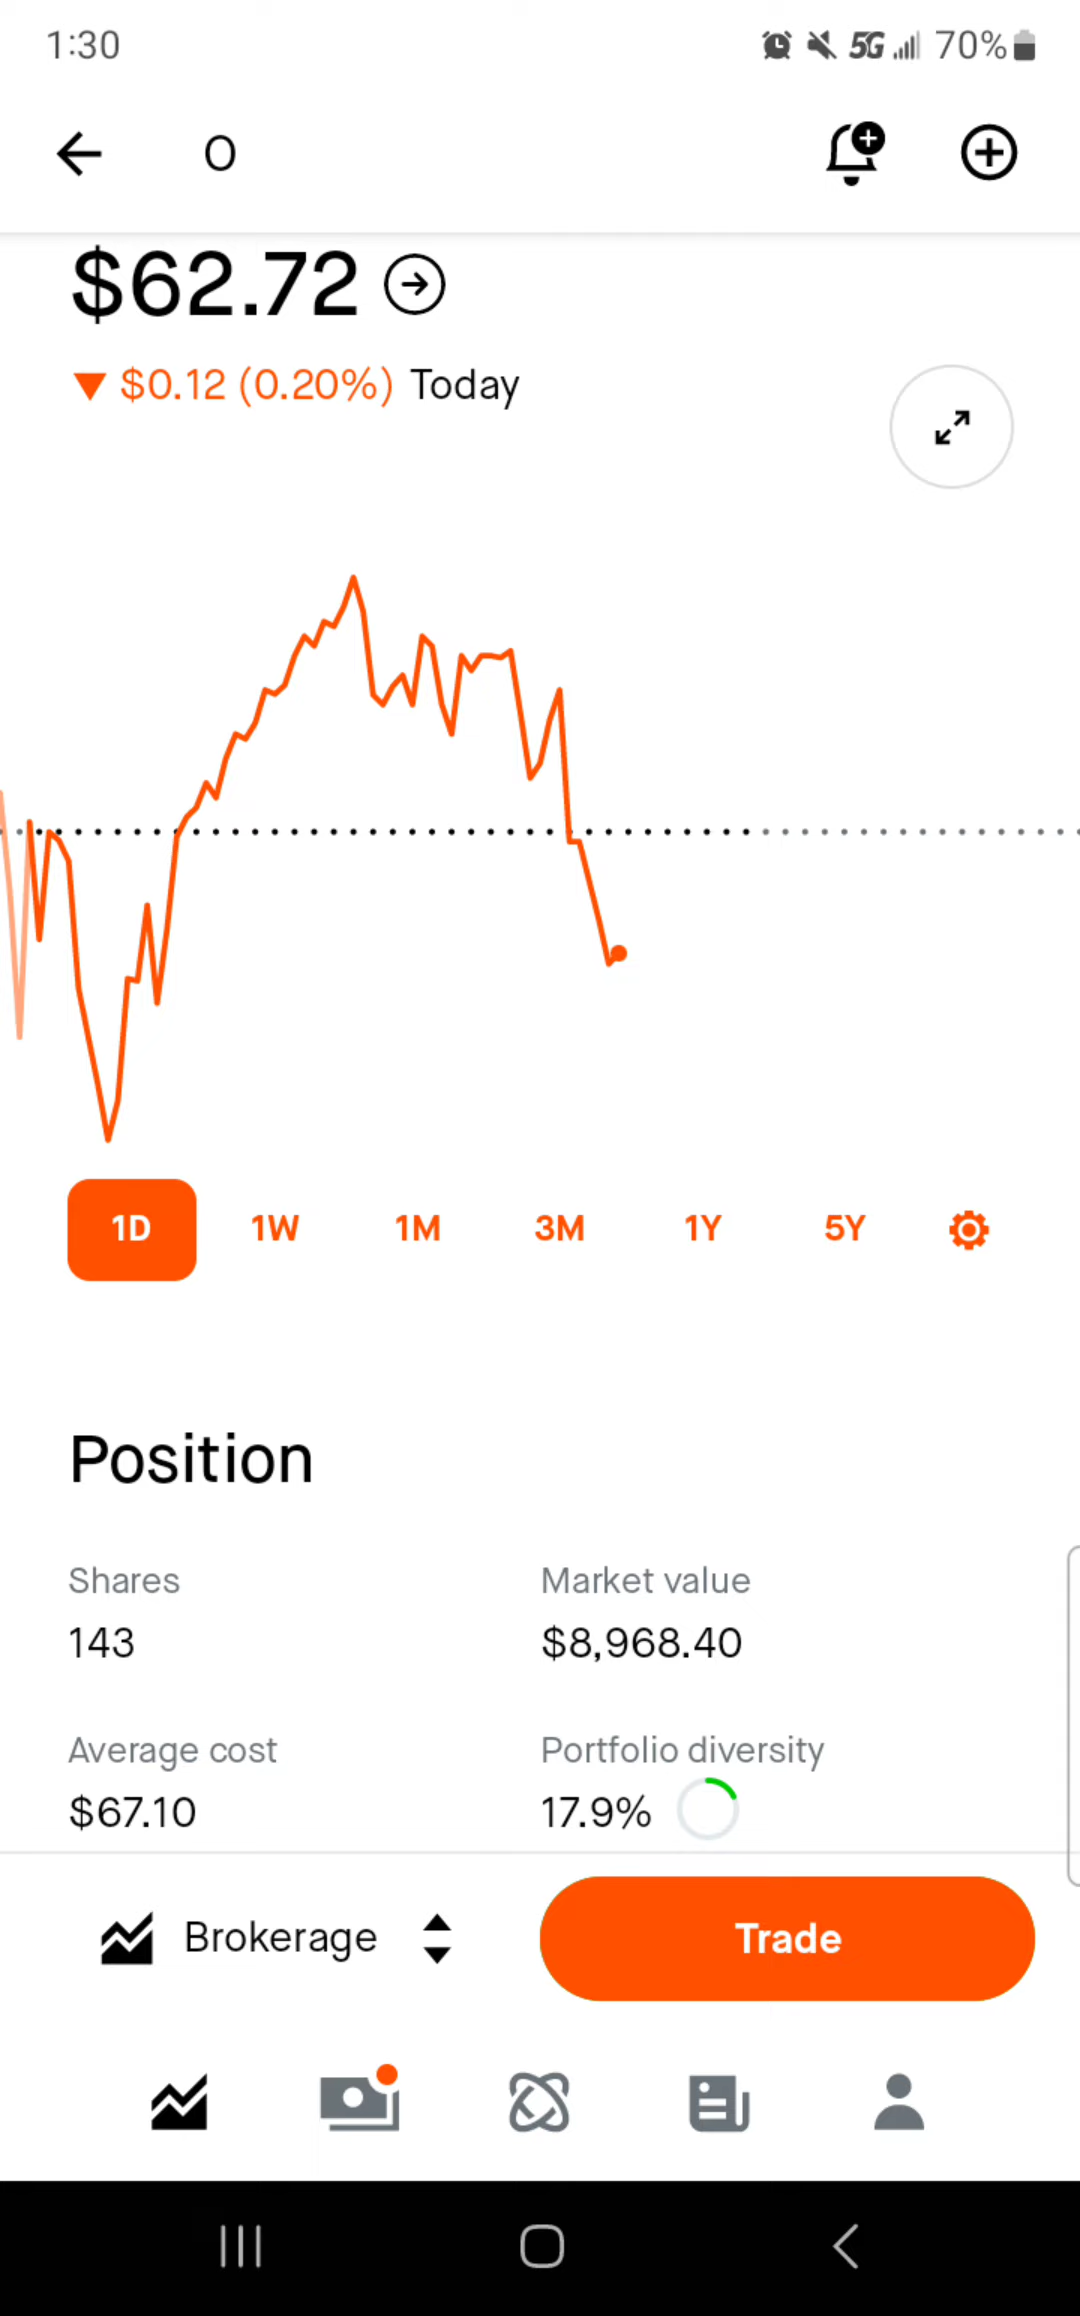 1:30 5G 70%
O
$62.72
$0.12 (0.20%) Today
1D 1W 1M 3M 1Y 5Y
Position
Shares Market value
143 $8,968.40
Average cost Portfolio diversity
$67.10 17.9%
Brokerage Trade